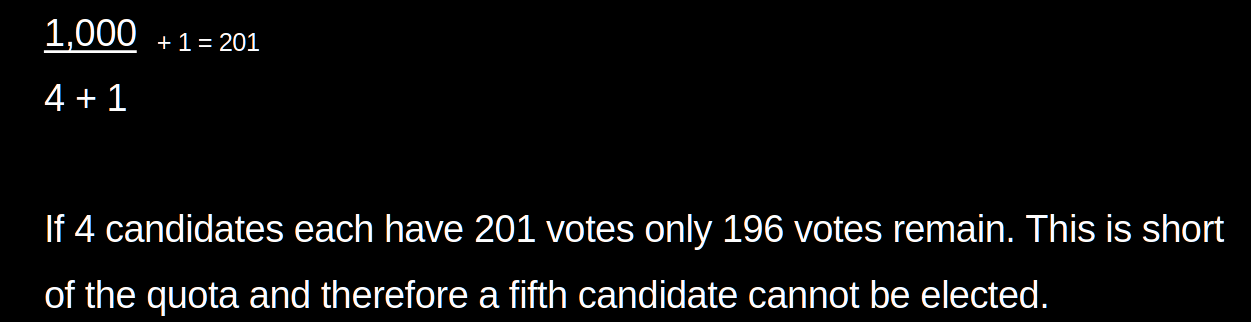 1,000 + 1 = 201
4 + 1
If 4 candidates each have 201 votes only 196 votes remain. This is short
of the quota and therefore a fifth candidate cannot be elected.